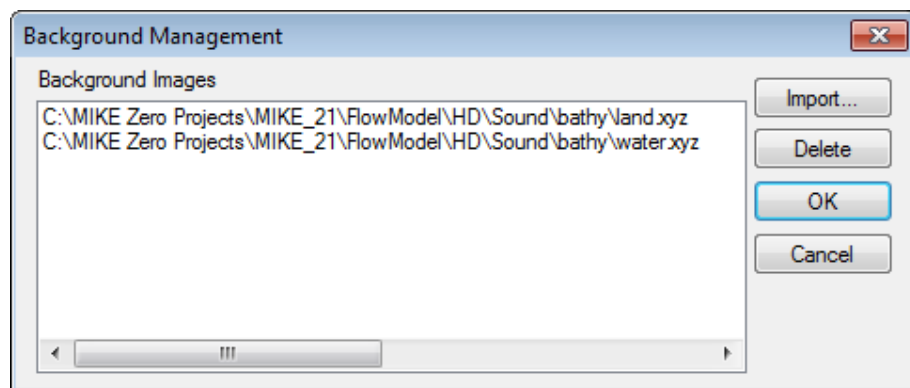 Background Management
Background Images
C:\MIKE Zero Projects\MIKE_21\FlowModel\HD\Sound\bathy\land.xyz
C:\MIKE Zero Projects\MIKE_21\FlowModel\HD\Sound\bathy\water.xyz
Import...
Delete
OK
Cancel